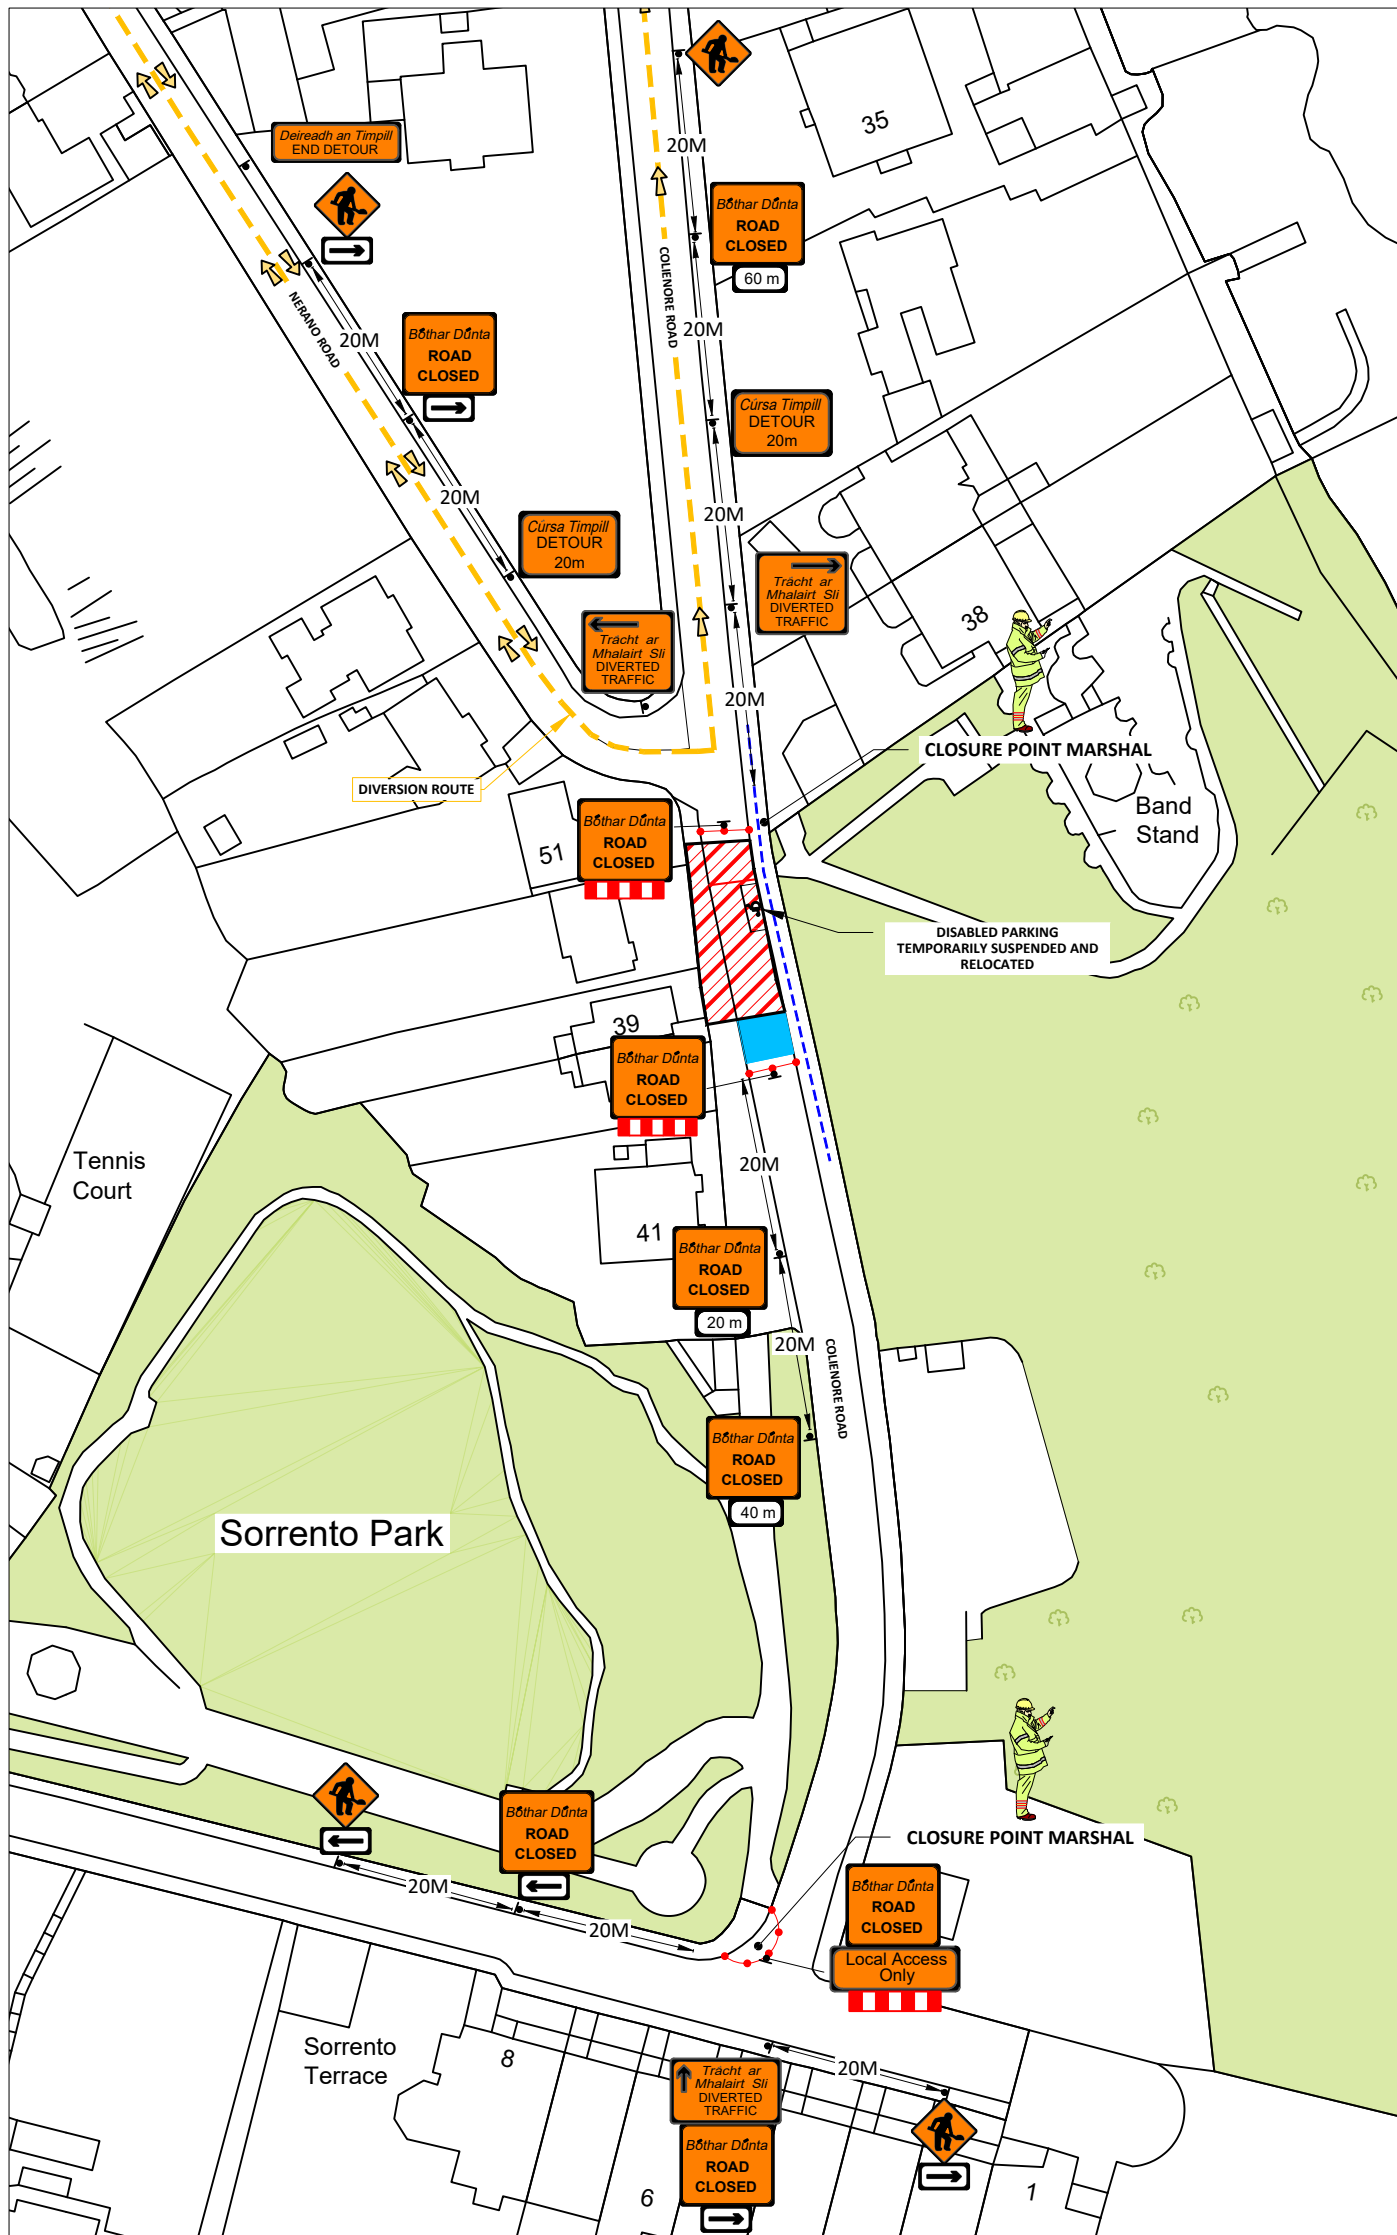 Deireadh an Timpill
END DETOUR
20M
35
Bóthar Dúnta
ROAD
CLOSED
60 m
COLIENORE ROAD
NERANO ROAD
20M
20M
Bóthar Dúnta
ROAD
CLOSED
Cúrsa Timpill
DETOUR
20m
20M
20M
Cúrsa Timpill
DETOUR
20m
Trácht ar
Mhalairt Slí
DIVERTED
TRAFFIC
38
Trácht ar
Mhalairt Slí
DIVERTED
TRAFFIC
20M
CLOSURE POINT MARSHAL
DIVERSION ROUTE
Band
Stand
Bóthar Dúnta
ROAD
CLOSED
51
DISABLED PARKING
TEMPORARILY SUSPENDED AND
RELOCATED
39
Bóthar Dúnta
ROAD
CLOSED
Tennis
Court
20M
41
Bóthar Dúnta
ROAD
CLOSED
20 m
20M
COLIENORE ROAD
Bóthar Dúnta
ROAD
CLOSED
40 m
Sorrento Park
Bóthar Dúnta
ROAD
CLOSED
CLOSURE POINT MARSHAL
20M
20M
Bóthar Dúnta
ROAD
CLOSED
Local Access
Only
Sorrento
Terrace
8
20M
Trácht ar
Mhalairt Slí
DIVERTED
TRAFFIC
Bóthar Dúnta
ROAD
CLOSED
6
1